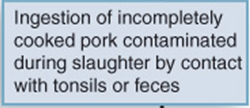 Ingestion of incompletely
cooked pork contaminated
during slaughter by contact
with tonsils or feces